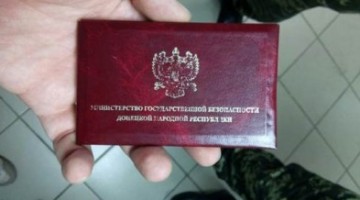 МИНИСТЕРСТВО ГОСУДАРСТВЕННОЙ БЕЗОПАСНОСТИ
ДОНЕЦКОЙ НАРОДНОЙ РЕСПУБЛИКИ